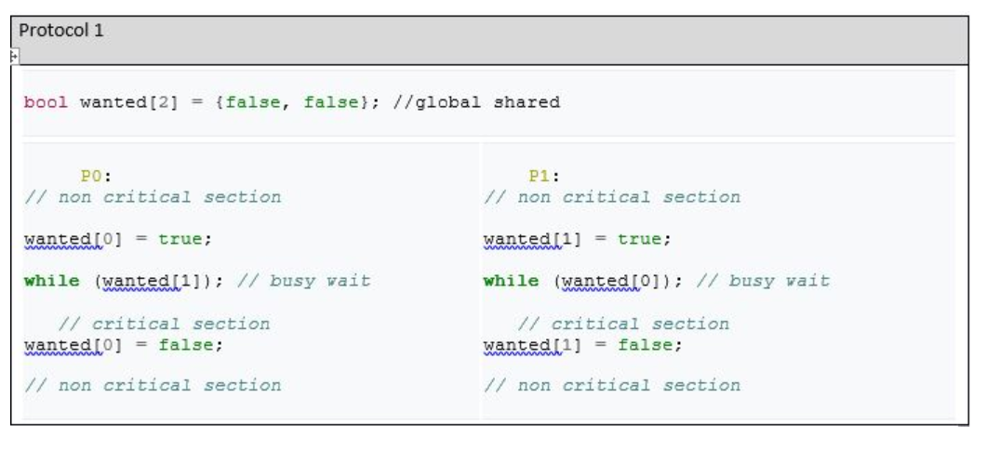 Protocol 1
bool wanted[2] = {false, false}; //global shared
P0:
// non critical section
wanted[0] = true;
while (wanted[1]); // busy wait
// critical section
wanted[0] = false;
// non critical section
P1:
// non critical section
wanted[1] = true;
while (wanted[0]); // busy wait
// critical section
wanted[1] = false;
// non critical section